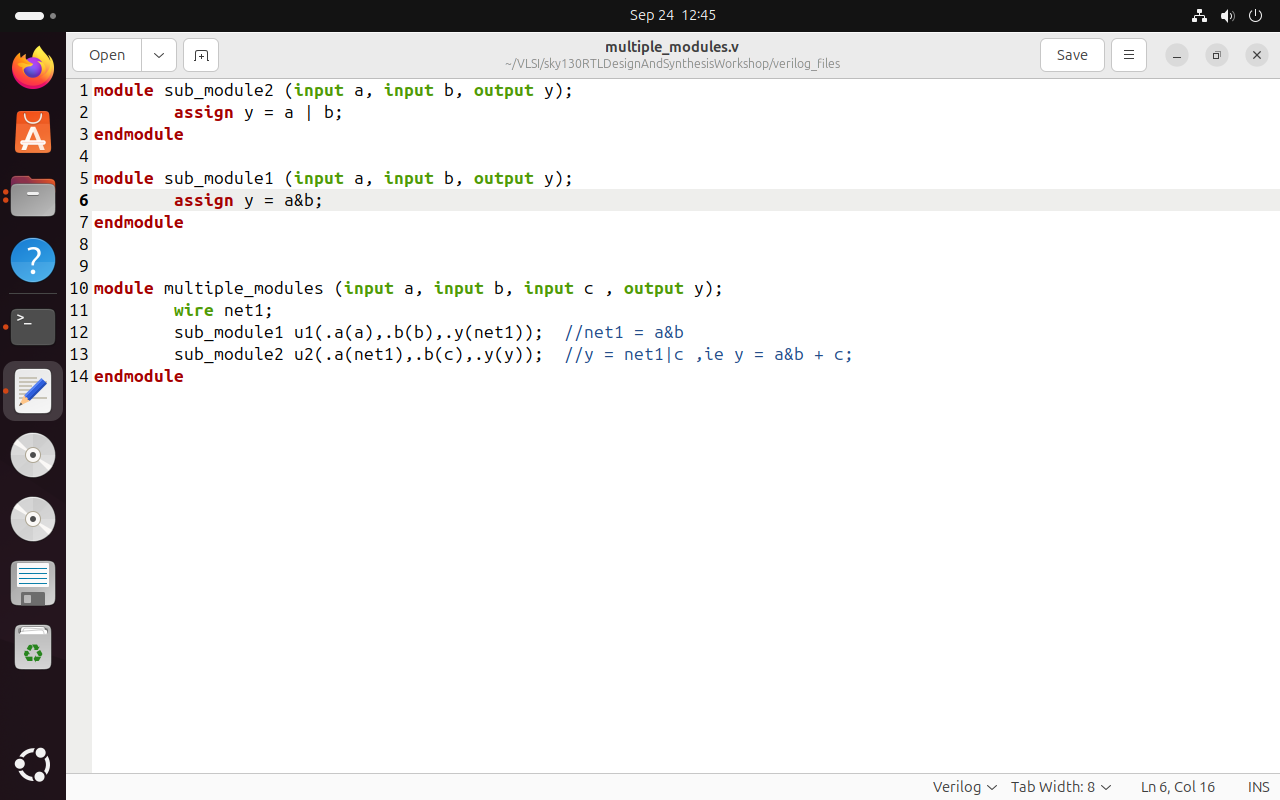 Sep 24 12:45
Open
multiple_modules.v
~/VLSI/sky130RTLDesignAndSynthesisWorkshop/verilog_files
Save
1 module sub_module2 (input a, input b, output y);
2 assign y = a | b;
3 endmodule
4
5 module sub_module1 (input a, input b, output y);
6 assign y = a&b;
7 endmodule
8
9
10 module multiple_modules (input a, input b, input c , output y);
11 wire net1;
12 sub_module1 u1(.a(a),.b(b),.y(net1)); //net1 = a&b
13 sub_module2 u2(.a(net1),.b(c),.y(y)); //y = net1|c ,ie y = a&b + c;
14 endmodule
Verilog Tab Width: 8 Ln 6, Col 16 INS